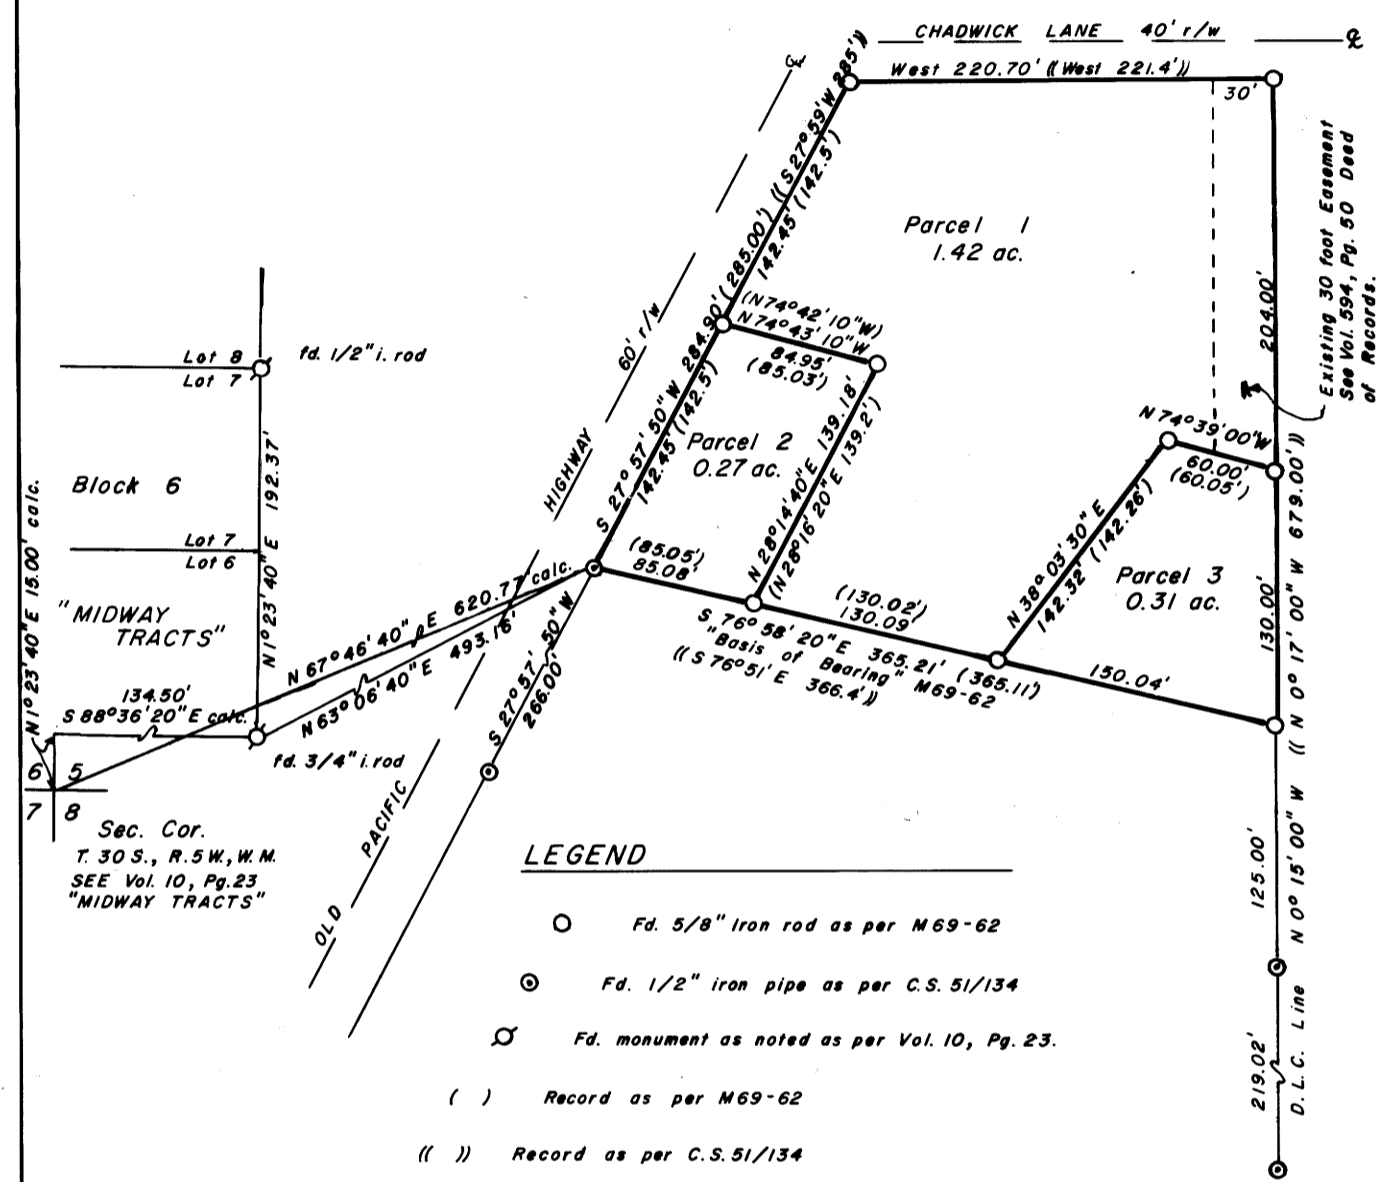 CHADWICK LANE 40' r/w ℄
West 220.70' ((West 221.4'))
30'
℄
S 27° 57' 50" W 284.90' (285.00') ((S 27° 59' W 285'))
142.45' (142.5')
Parcel 1
1.42 ac.
Existing 30 foot Easement
See Vol. 594, Pg. 50 Deed
of Records.
204.00'
(N 74° 42' 10" W)
N 74° 43' 10" W
84.95'
(85.03')
60' r/w
HIGHWAY
PACIFIC
OLD
142.45' (142.5')
Parcel 2
0.27 ac.
N 28° 14' 40" E 139.18'
(N 28° 16' 20" E 139.2')
N 74° 39' 00" W
60.00'
(60.05')
N 38° 03' 30" E
142.32' (142.26')
Parcel 3
0.31 ac.
130.00'
Lot 8
Lot 7
fd. 1/2" i. rod
Block 6
N 1° 23' 40" E 192.37'
Lot 7
Lot 6
"MIDWAY
TRACTS"
N 1° 23' 40" E 15.00' calc.
134.50'
S 88° 36' 20" E calc.
N 67° 46' 40" E 620.77 calc.
N 63° 06' 40" E 493.16'
fd. 3/4" i. rod
S 27° 57' 50" W
266.00'
(85.05')
85.08'
(130.02')
130.09'
150.04'
S 76° 58' 20" E 365.21' (365.11')
"Basis of Bearing" M69-62
((S 76° 51' E 366.4'))
6 5
7 8
Sec. Cor.
T. 30 S., R. 5 W., W. M.
SEE Vol. 10, Pg. 23
"MIDWAY TRACTS"
125.00'
219.02'
D.L.C. Line N 0° 15' 00" W ((N 0° 17' 00" W 679.00'))
LEGEND
Fd. 5/8" Iron rod as per M69-62
Fd. 1/2" iron pipe as per C.S. 51/134
Fd. monument as noted as per Vol. 10, Pg. 23.
( ) Record as per M69-62
(( )) Record as per C.S. 51/134